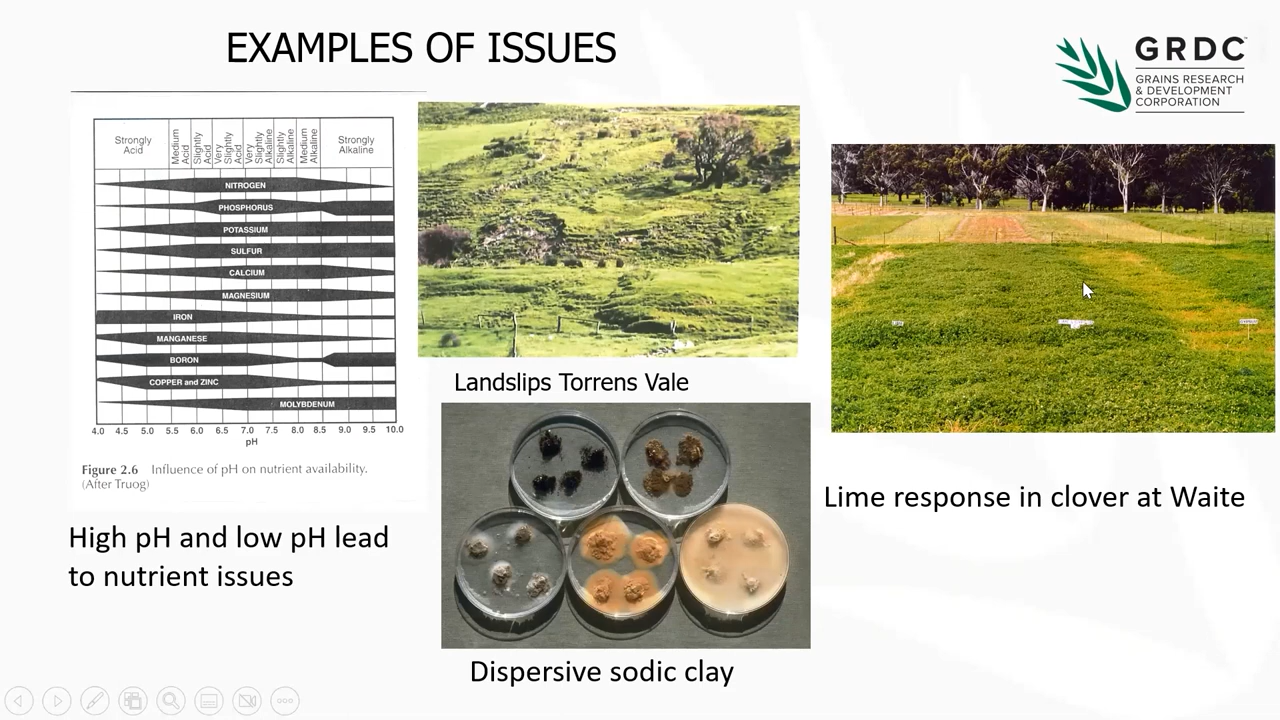 EXAMPLES OF ISSUES
GRDC
™
GRAINS RESEARCH
& DEVELOPMENT
CORPORATION
Strongly
Acid
Medium
Acid
Slightly
Acid
Very
Slightly
Acid
Very
Slightly
Alkaline
Slightly
Alkaline
Medium
Alkaline
Strongly
Alkaline
NITROGEN
PHOSPHORUS
POTASSIUM
SULFUR
CALCIUM
MAGNESIUM
IRON
MANGANESE
BORON
COPPER and ZINC
MOLYBDENUM
4.0 4.5 5.0 5.5 6.0 6.5 7.0 7.5 8.0 8.5 9.0 9.5 10.0
pH
Figure 2.6 Influence of pH on nutrient availability.
(After Truog)
High pH and low pH lead
to nutrient issues
Landslips Torrens Vale
Dispersive sodic clay
Lime response in clover at Waite